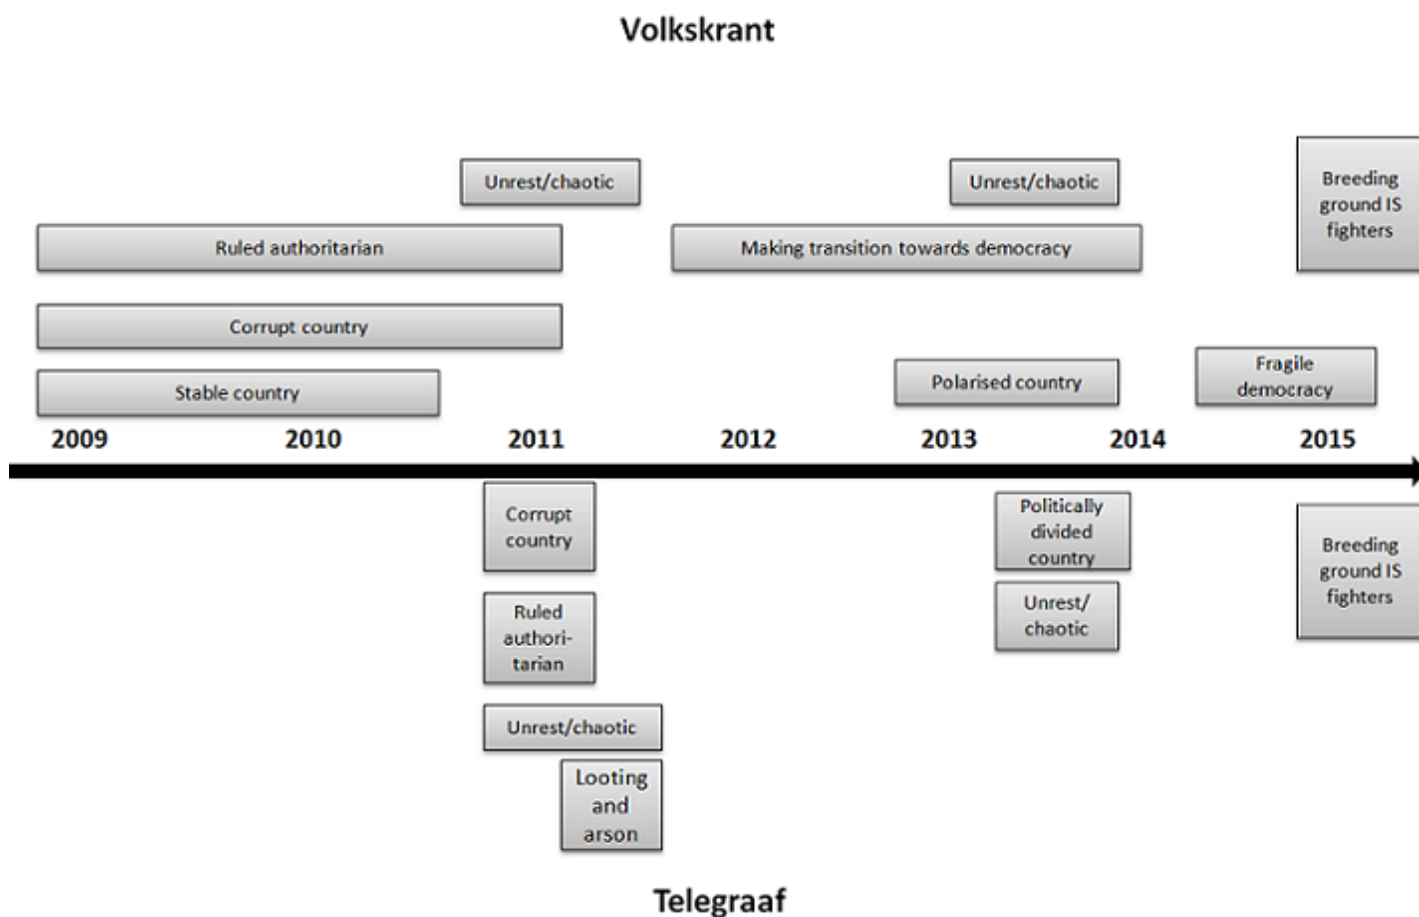 Volkskrant
Unrest/chaotic
Unrest/chaotic
Breeding
ground IS
fighters
Ruled authoritarian
Making transition towards democracy
Corrupt country
Stable country
Polarised country
Fragile
democracy
2009 2010 2011 2012 2013 2014 2015
Corrupt
country
Politically
divided
country
Breeding
ground IS
fighters
Ruled
authori-
tarian
Unrest/
chaotic
Unrest/chaotic
Looting
and
arson
Telegraaf